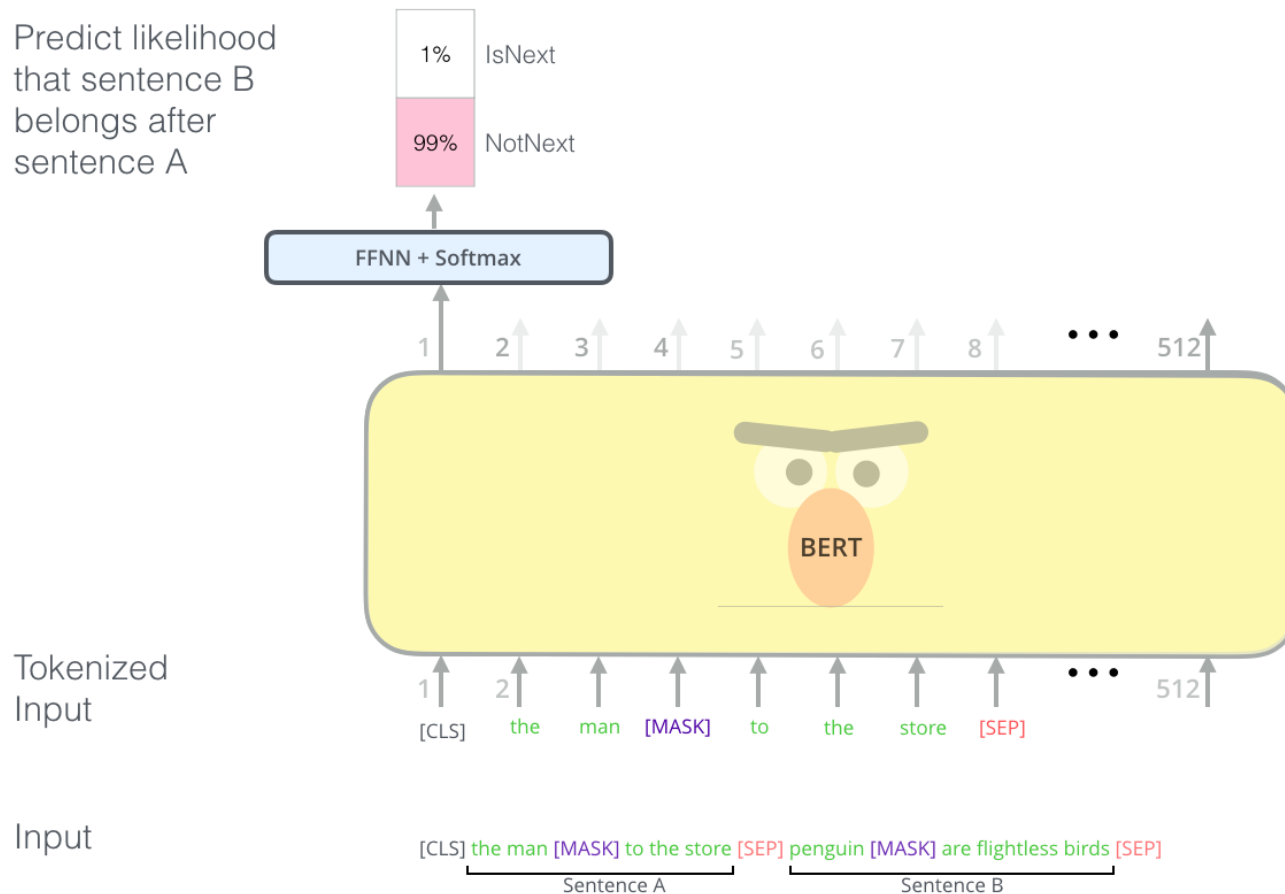 Predict likelihood
that sentence B
belongs after
sentence A
1% IsNext
99% NotNext
FFNN + Softmax
1 2 3 4 5 6 7 8 ••• 512
BERT
Tokenized
Input
1 2 ••• 512
[CLS] the man [MASK] to the store [SEP]
Input
[CLS] the man [MASK] to the store [SEP] penguin [MASK] are flightless birds [SEP]
Sentence A Sentence B